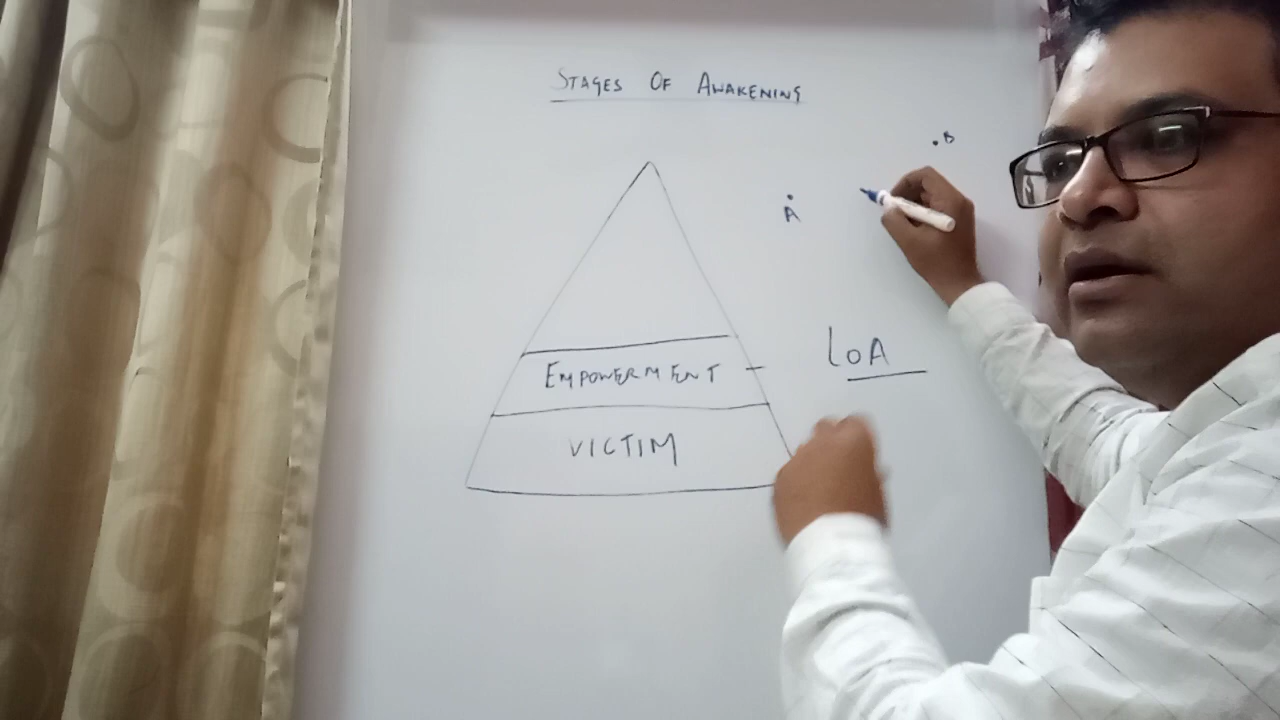 STAGES OF AWAKENING
B
A
EMPOWERMENT - LOA
VICTIM